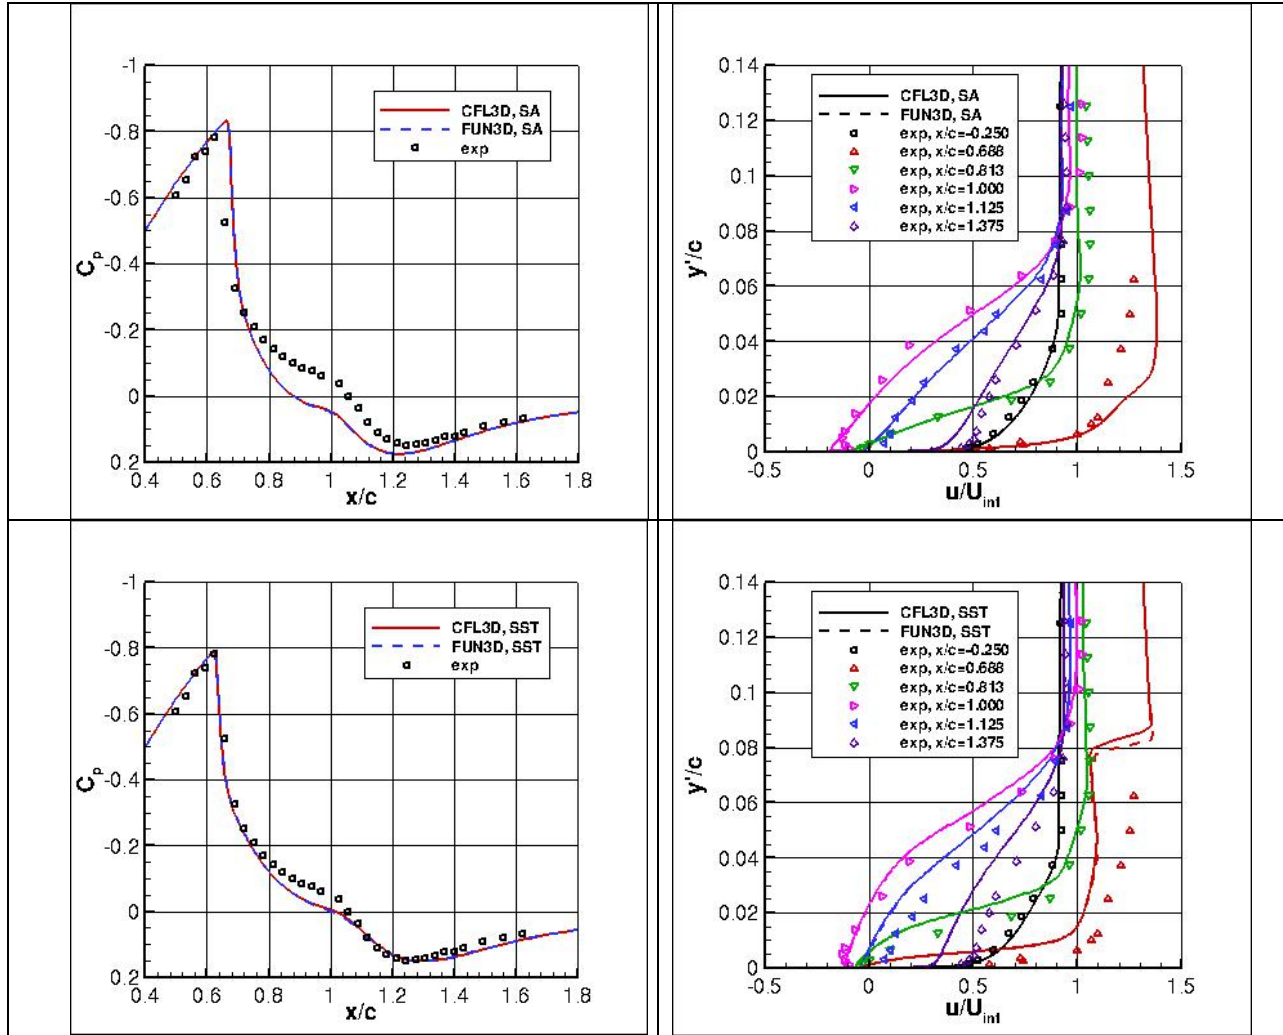 -1
-0.8
-0.6
-0.4
-0.2
0
0.2
0.4 0.6 0.8 1.0 1.2 1.4 1.6 1.8
Cp
x/c
CFL3D, SA
FUN3D, SA
exp
0.14
0.12
0.1
0.08
0.06
0.04
0.02
0
-0.5 0 0.5 1 1.5
y'/c
u/Uinf
CFL3D, SA
FUN3D, SA
exp, x/c=-0.250
exp, x/c=0.688
exp, x/c=0.813
exp, x/c=1.000
exp, x/c=1.125
exp, x/c=1.375
-1
-0.8
-0.6
-0.4
-0.2
0
0.2
0.4 0.6 0.8 1.0 1.2 1.4 1.6 1.8
Cp
x/c
CFL3D, SST
FUN3D, SST
exp
0.14
0.12
0.1
0.08
0.06
0.04
0.02
0
-0.5 0 0.5 1 1.5
y'/c
u/Uinf
CFL3D, SST
FUN3D, SST
exp, x/c=-0.250
exp, x/c=0.688
exp, x/c=0.813
exp, x/c=1.000
exp, x/c=1.125
exp, x/c=1.375